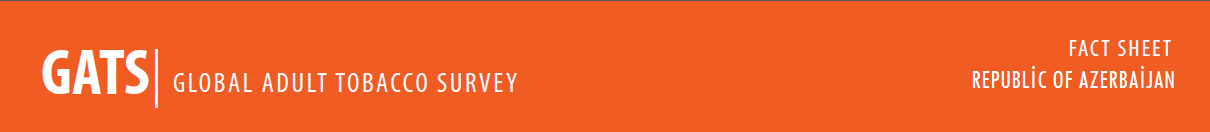 GATS | GLOBAL ADULT TOBACCO SURVEY
FACT SHEET
REPUBLİC OF AZERBAİJAN